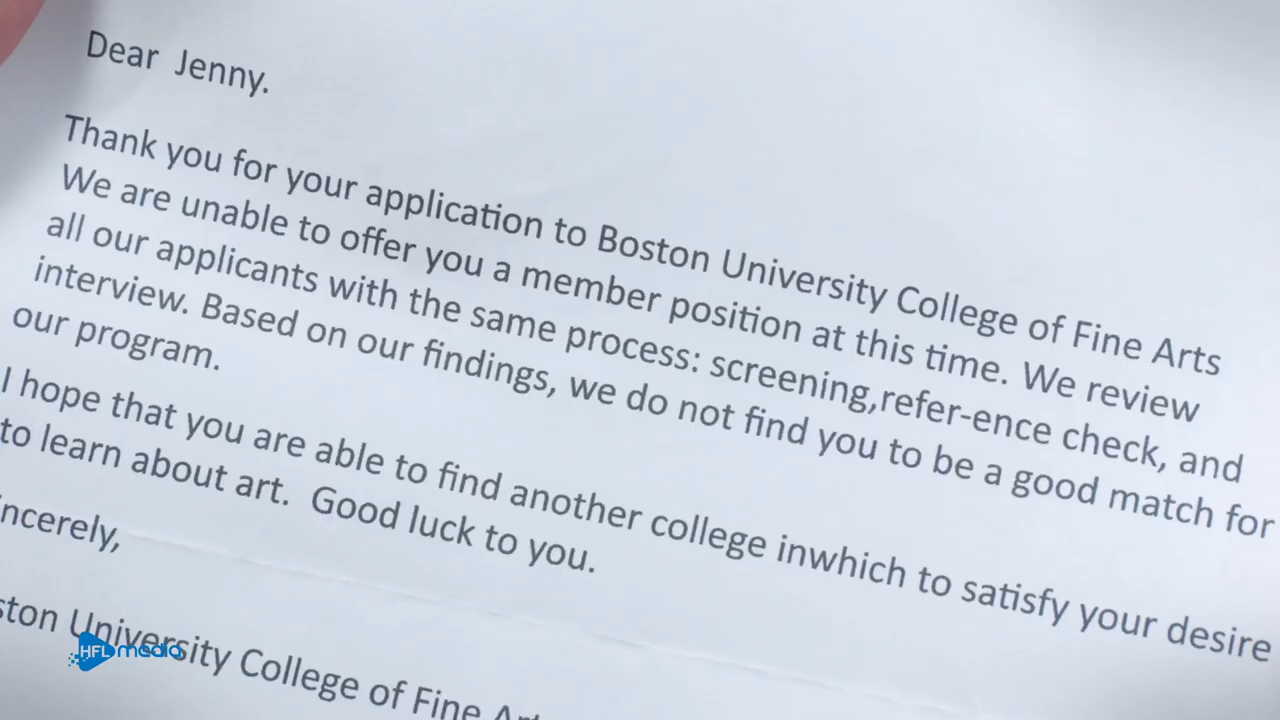 Dear Jenny.
Thank you for your application to Boston University College of Fine Arts
We are unable to offer you a member position at this time. We review
all our applicants with the same process: screening,refer-ence check, and
interview. Based on our findings, we do not find you to be a good match for
our program.
I hope that you are able to find another college inwhich to satisfy your desire
to learn about art. Good luck to you.
incerely,
ston University College of Fine
HFL media